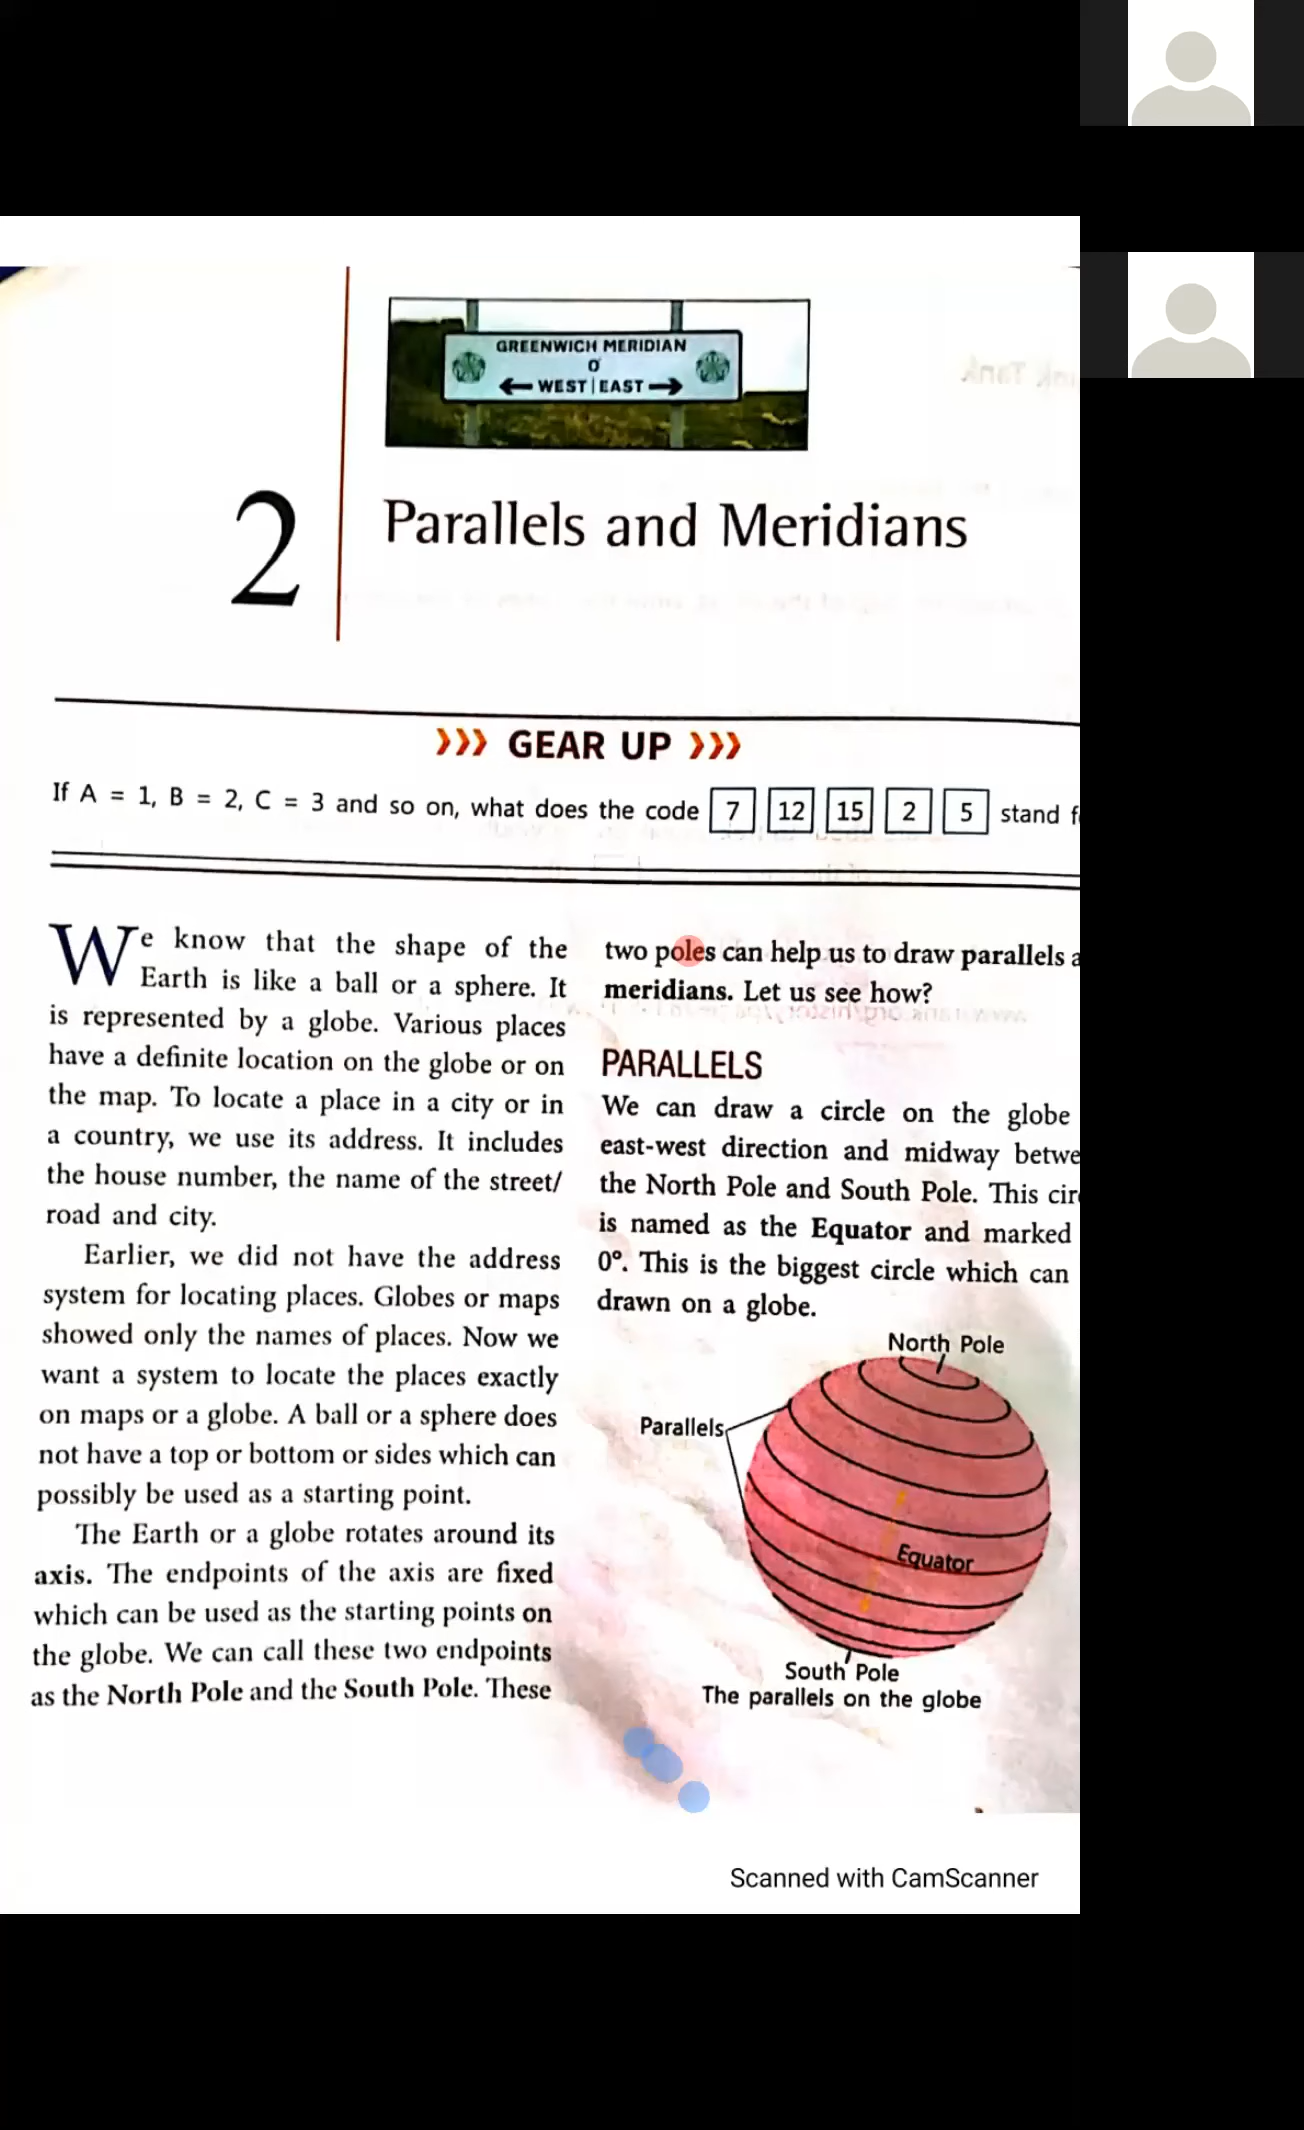 GREENWICH MERIDIAN
0°
WEST | EAST
2
Parallels and Meridians
GEAR UP
If A = 1, B = 2, C = 3 and so on, what does the code 7 12 15 2 5 stand f
We know that the shape of the
Earth is like a ball or a sphere. It
is represented by a globe. Various places
have a definite location on the globe or on
the map. To locate a place in a city or in
a country, we use its address. It includes
the house number, the name of the street/
road and city.
Earlier, we did not have the address
system for locating places. Globes or maps
showed only the names of places. Now we
want a system to locate the places exactly
on maps or a globe. A ball or a sphere does
not have a top or bottom or sides which can
possibly be used as a starting point.
The Earth or a globe rotates around its
axis. The endpoints of the axis are fixed
which can be used as the starting points on
the globe. We can call these two endpoints
as the North Pole and the South Pole. These
two poles can help us to draw parallels a
meridians. Let us see how?
PARALLELS
We can draw a circle on the globe
east-west direction and midway betwe
the North Pole and South Pole. This cir
is named as the Equator and marked
0°. This is the biggest circle which can
drawn on a globe.
North Pole
Parallels
Equator
South Pole
The parallels on the globe
Scanned with CamScanner